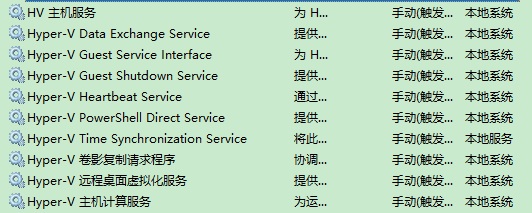 HV 主机服务 为 H... 手动(触发... 本地系统
Hyper-V Data Exchange Service 提供... 手动(触发... 本地系统
Hyper-V Guest Service Interface 为 H... 手动(触发... 本地系统
Hyper-V Guest Shutdown Service 提供... 手动(触发... 本地系统
Hyper-V Heartbeat Service 通过... 手动(触发... 本地系统
Hyper-V PowerShell Direct Service 提供... 手动(触发... 本地系统
Hyper-V Time Synchronization Service 将此... 手动(触发... 本地服务
Hyper-V 卷影复制请求程序 协调... 手动(触发... 本地系统
Hyper-V 远程桌面虚拟化服务 提供... 手动(触发... 本地系统
Hyper-V 主机计算服务 为运... 手动(触发... 本地系统